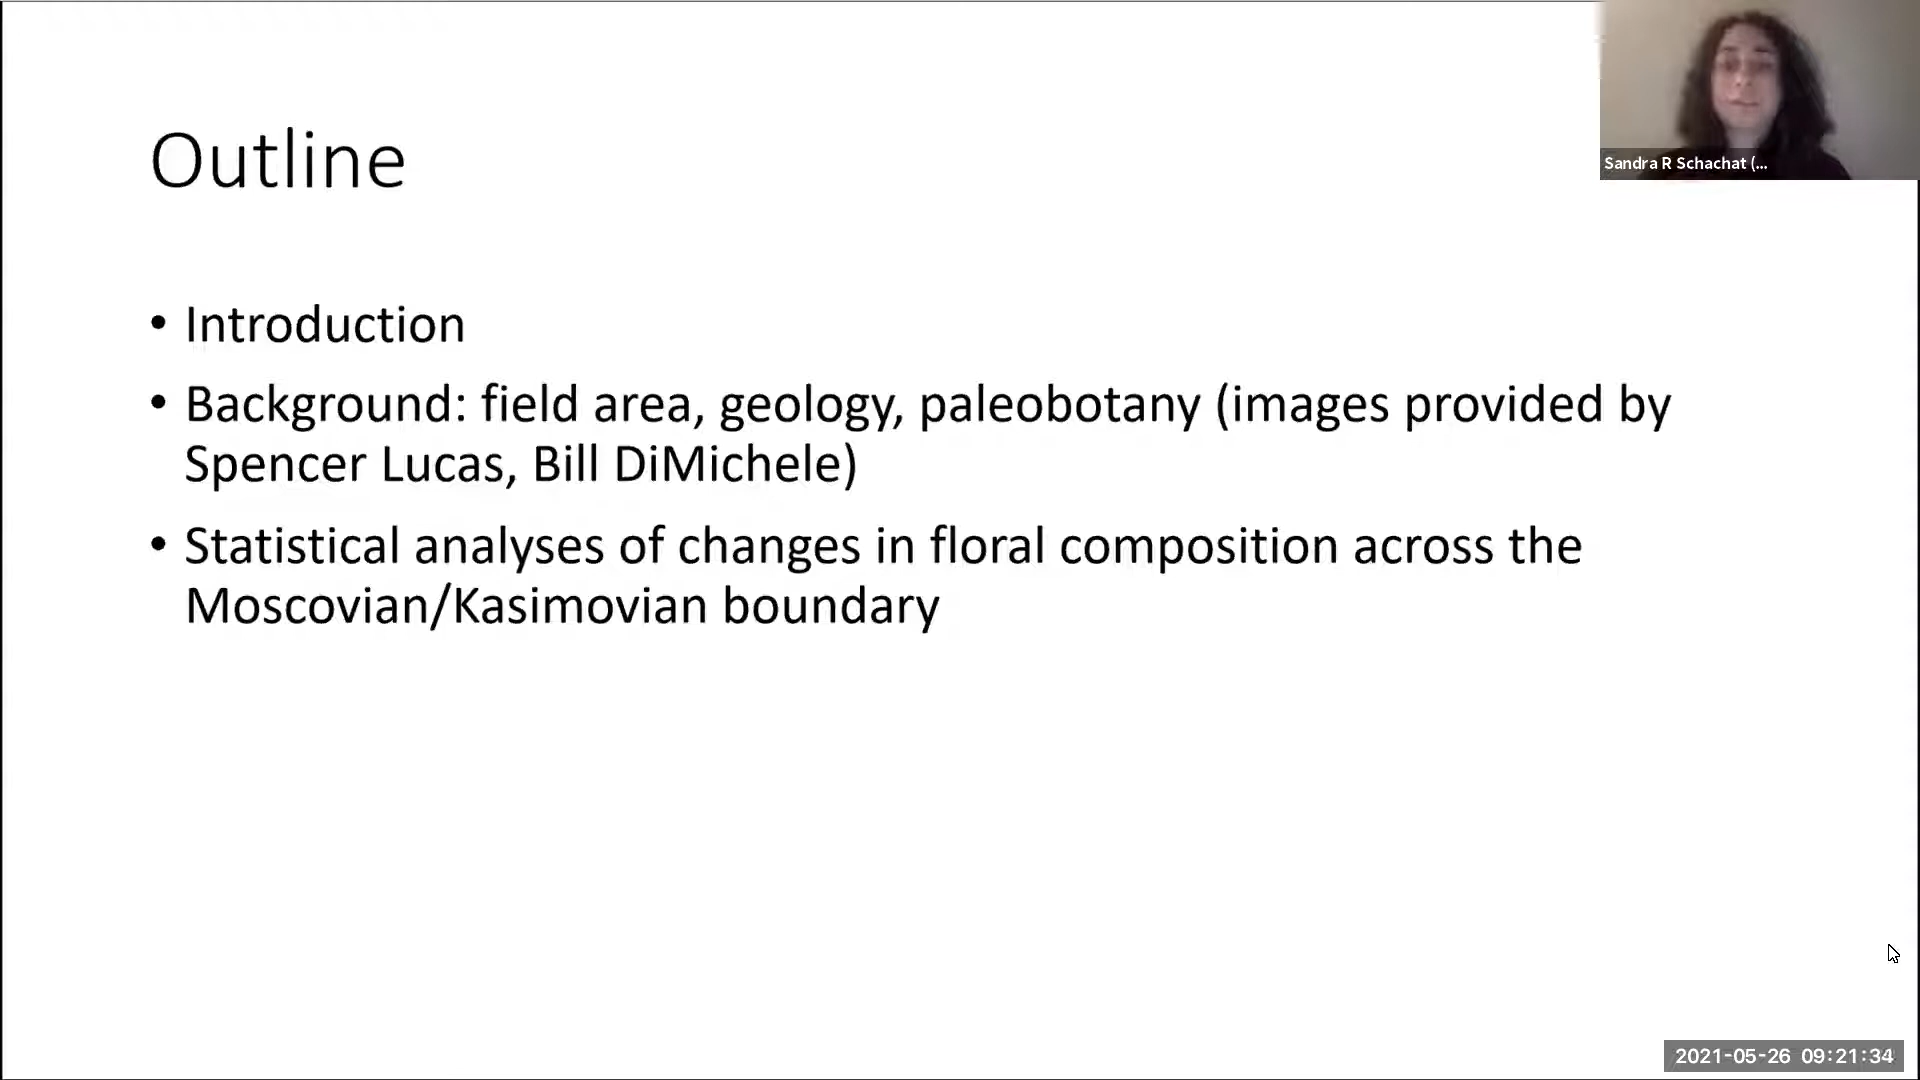 Outline
Sandra R Schachat (...
• Introduction
• Background: field area, geology, paleobotany (images provided by
Spencer Lucas, Bill DiMichele)
• Statistical analyses of changes in floral composition across the
Moscovian/Kasimovian boundary
2021-05-26 09:21:34